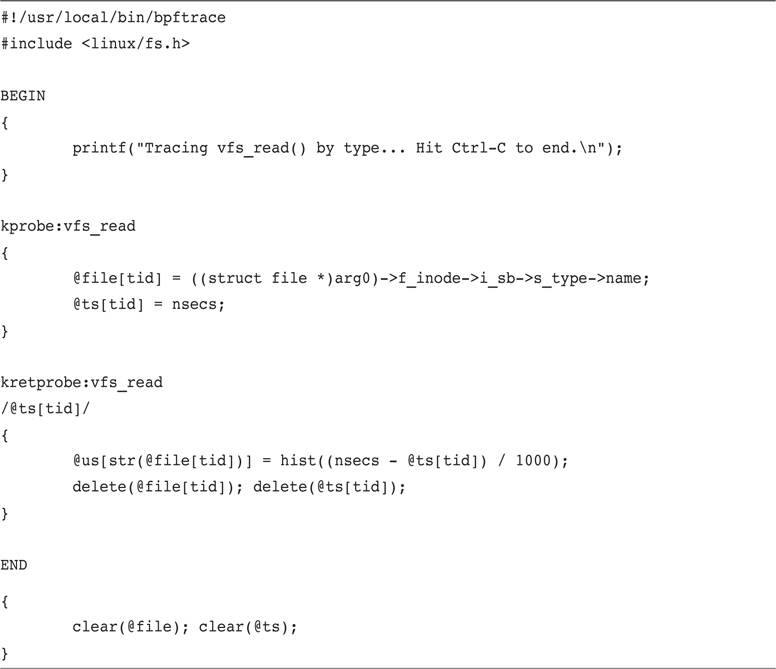 #!/usr/local/bin/bpftrace
#include <linux/fs.h>

BEGIN
{
        printf("Tracing vfs_read() by type... Hit Ctrl-C to end.\n");
}

kprobe:vfs_read
{
        @file[tid] = ((struct file *)arg0)->f_inode->i_sb->s_type->name;
        @ts[tid] = nsecs;
}

kretprobe:vfs_read
/@ts[tid]/
{
        @us[str(@file[tid])] = hist((nsecs - @ts[tid]) / 1000);
        delete(@file[tid]); delete(@ts[tid]);
}

END
{
        clear(@file); clear(@ts);
}